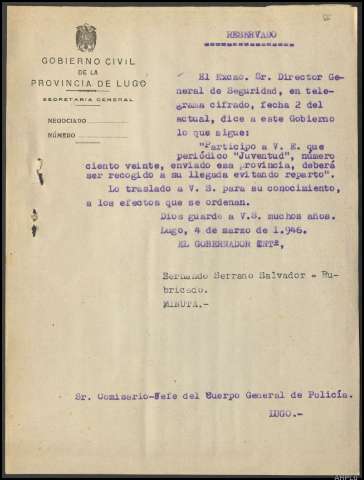 RESERVADO
GOBIERNO CIVIL
DE LA
PROVINCIA DE LUGO
SECRETARIA GENERAL
NEGOCIADO
NÚMERO
El Excmo. Sr. Director Ge-
neral de Seguridad, en tele-
grama cifrado, fecha 2 del
actual, dice a este Gobierno
lo que sigue:
"Participo a V. E. que
periódico "Juventud", número
ciento veinte, enviado esa provincia, deberá
ser recogido a su llegada evitando reparto".
Lo traslado a V. S. para su conocimiento,
a los efectos que se ordenan.
Dios guarde a V.S. muchos años.
Lugo, 4 de marzo de 1.946.
EL GOBERNADOR INTº,
Bernardo Serrano Salvador - Ru-
bricado.
MINUTA.-
Sr. Comisario-Jefe del Cuerpo General de Policía.
LUGO.-